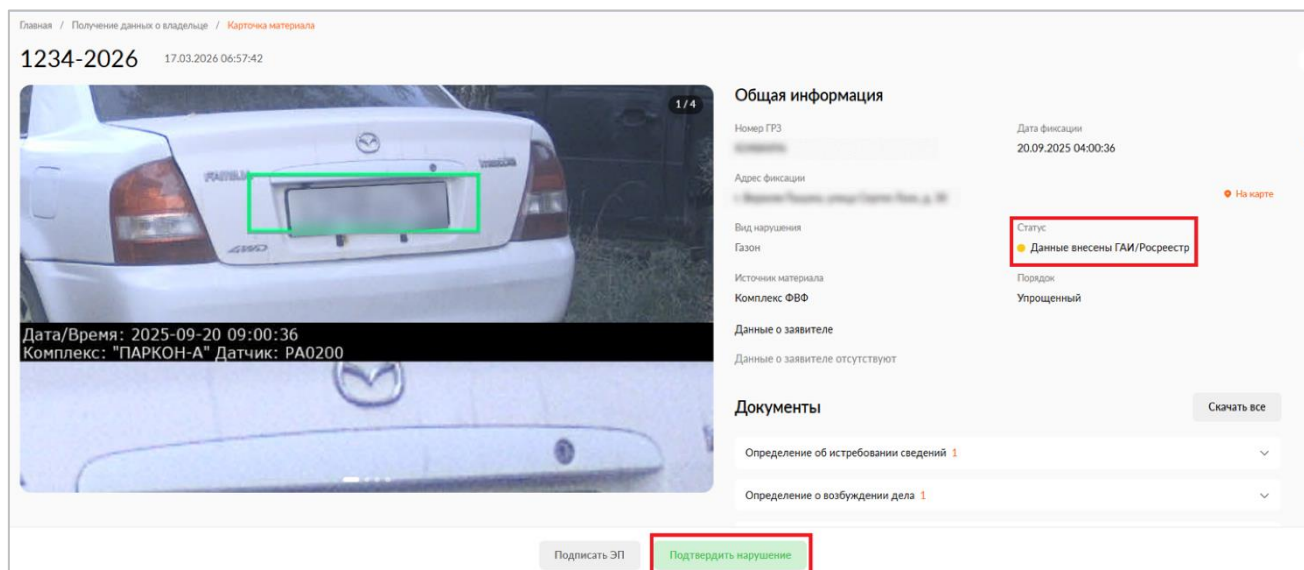 Главная / Получение данных о владельце / Карточка материала
1234-2026 17.03.2026 06:57:42
1/4
FAMILIA
4WD
Дата/Время: 2025-09-20 09:00:36
Комплекс: "ПАРКОН-А" Датчик: PA0200
Общая информация
Номер ГРЗ
Дата фиксации
20.09.2025 04:00:36
Адрес фиксации
На карте
Вид нарушения
Газон
Статус
Данные внесены ГАИ/Росреестр
Источник материала
Комплекс ФВФ
Порядок
Упрощенный
Данные о заявителе
Данные о заявителе отсутствуют
Документы
Скачать все
Определение об истребовании сведений 1
Определение о возбуждении дела 1
Подписать ЭП
Подтвердить нарушение